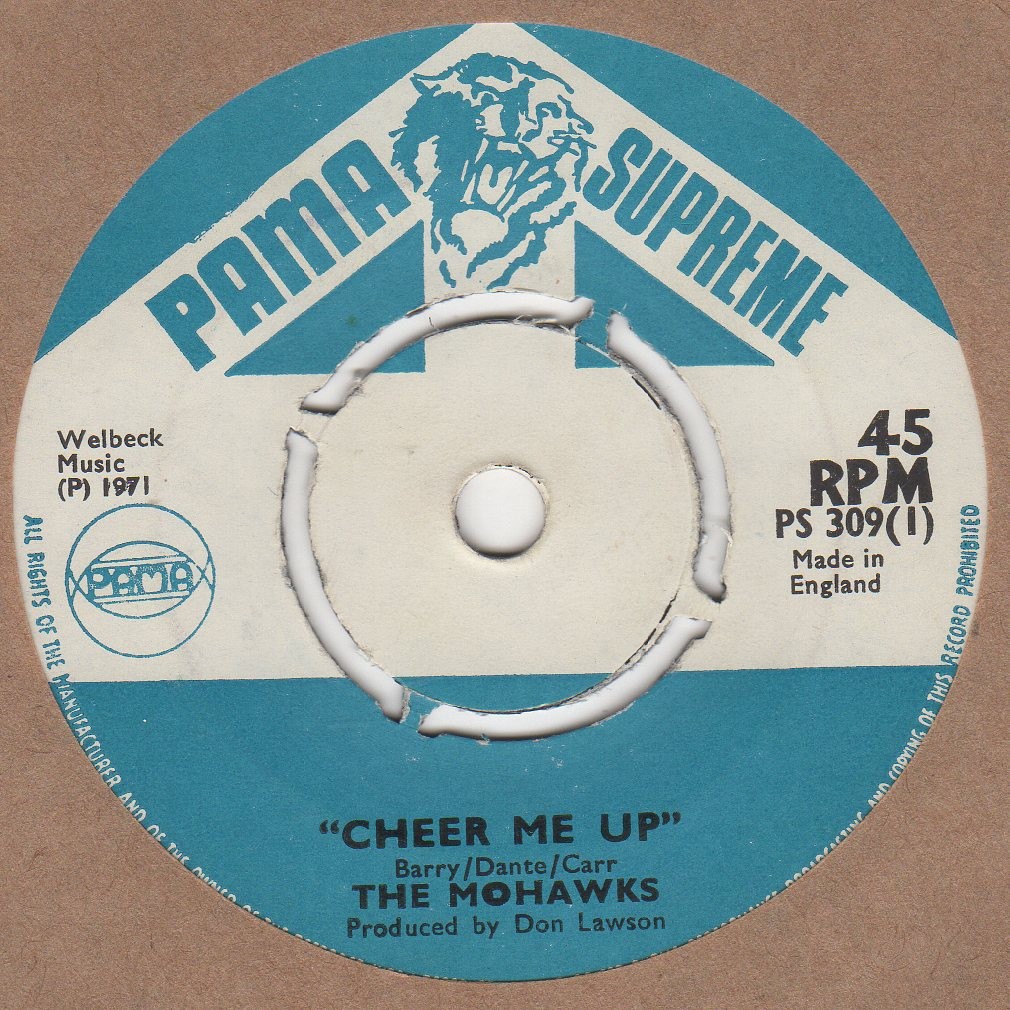 PAMA SUPREME
Welbeck
Music
(P) 1971
PAMA
45
RPM
PS 309(1)
Made in
England
ALL RIGHTS OF THE MANUFACTURER AND OF THE OWNER OF
AND COPYING OF THIS RECORD PROHIBITED
"CHEER ME UP"
Barry/Dante/Carr
THE MOHAWKS
Produced by Don Lawson